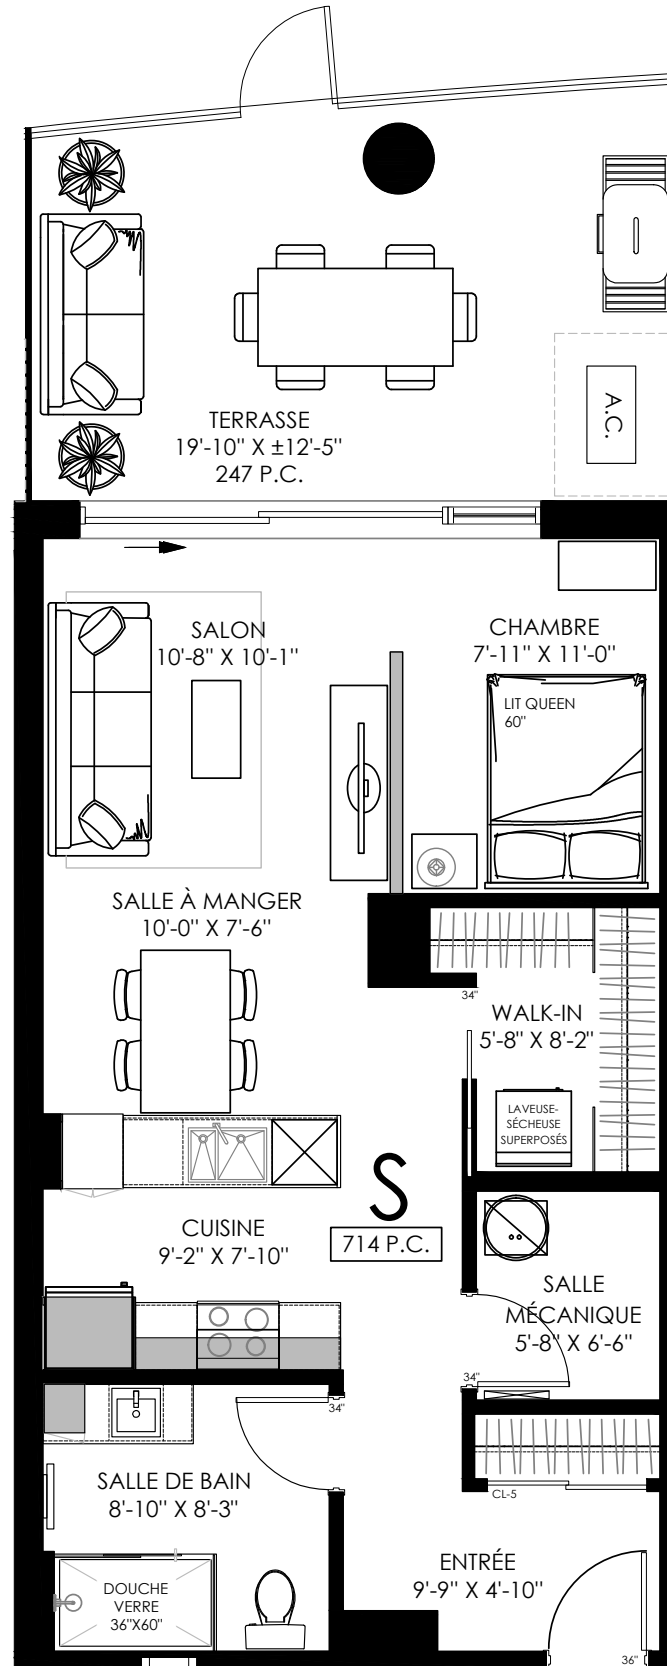 A.C.
TERRASSE
19'-10" X ±12'-5"
247 P.C.
SALON
10'-8" X 10'-1"
CHAMBRE
7'-11" X 11'-0"
LIT QUEEN
60"
SALLE À MANGER
10'-0" X 7'-6"
34"
WALK-IN
5'-8" X 8'-2"
LAVEUSE-
SÉCHEUSE
SUPERPOSÉS
S
714 P.C.
CUISINE
9'-2" X 7'-10"
SALLE
MÉCANIQUE
5'-8" X 6'-6"
34"
34"
SALLE DE BAIN
8'-10" X 8'-3"
CL-5
DOUCHE
VERRE
36"X60"
ENTRÉE
9'-9" X 4'-10"
36"